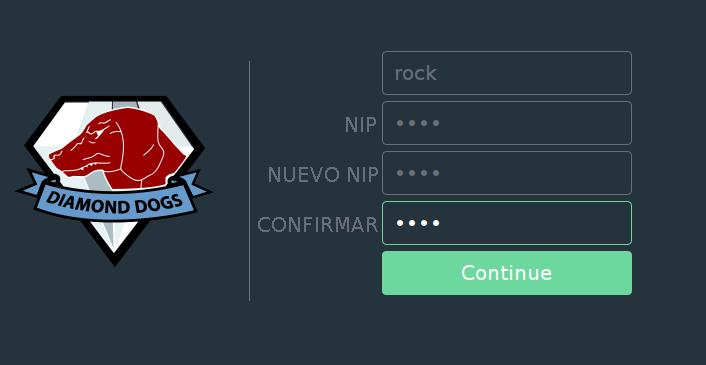 DIAMOND DOGS
rock
NIP ••••
NUEVO NIP ••••
CONFIRMAR ••••
Continue